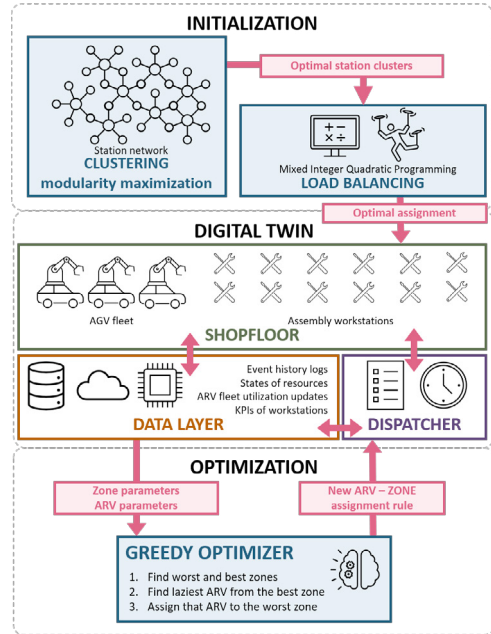 INITIALIZATION
Station network
CLUSTERING
modularity maximization
Optimal station clusters
+ -
× ÷
Mixed Integer Quadratic Programming
LOAD BALANCING
Optimal assignment
DIGITAL TWIN
AGV fleet
Assembly workstations
SHOPFLOOR
Event history logs
States of resources
ARV fleet utilization updates
KPIs of workstations
DATA LAYER
DISPATCHER
OPTIMIZATION
Zone parameters
ARV parameters
New ARV – ZONE
assignment rule
GREEDY OPTIMIZER
1. Find worst and best zones
2. Find laziest ARV from the best zone
3. Assign that ARV to the worst zone